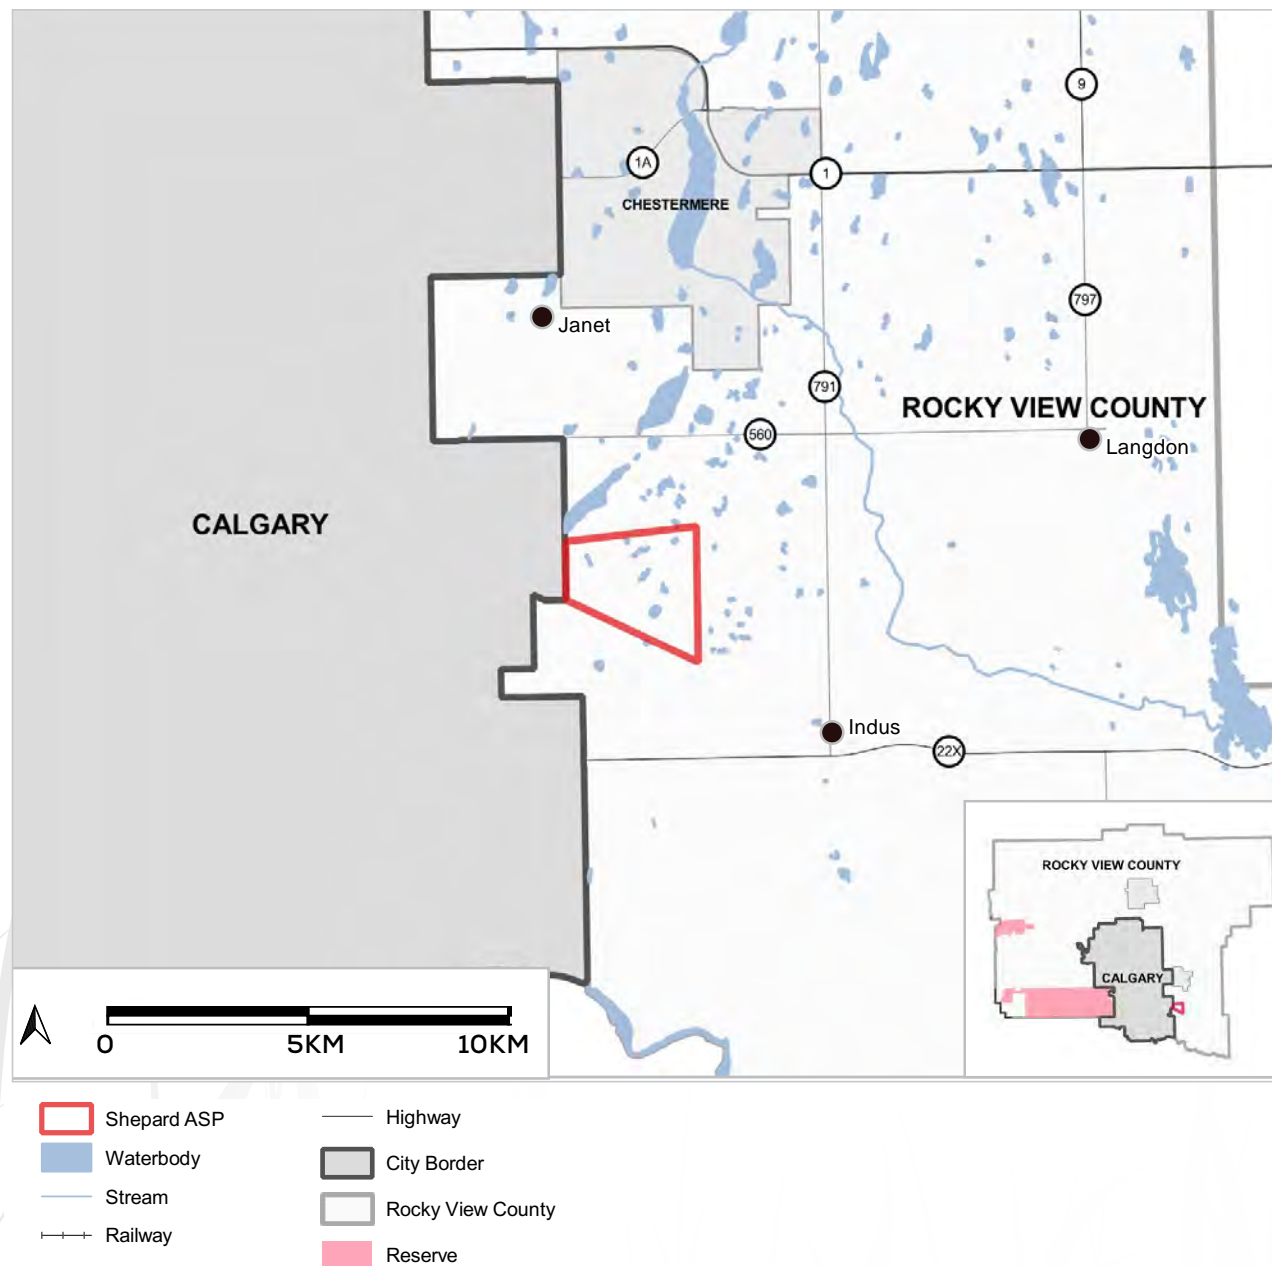 9
1A
1
CHESTERMERE
797
Janet
791
ROCKY VIEW COUNTY
560
Langdon
CALGARY
Indus
22X
ROCKY VIEW COUNTY
CALGARY
0 5KM 10KM
Shepard ASP
Waterbody
Stream
Railway
Highway
City Border
Rocky View County
Reserve